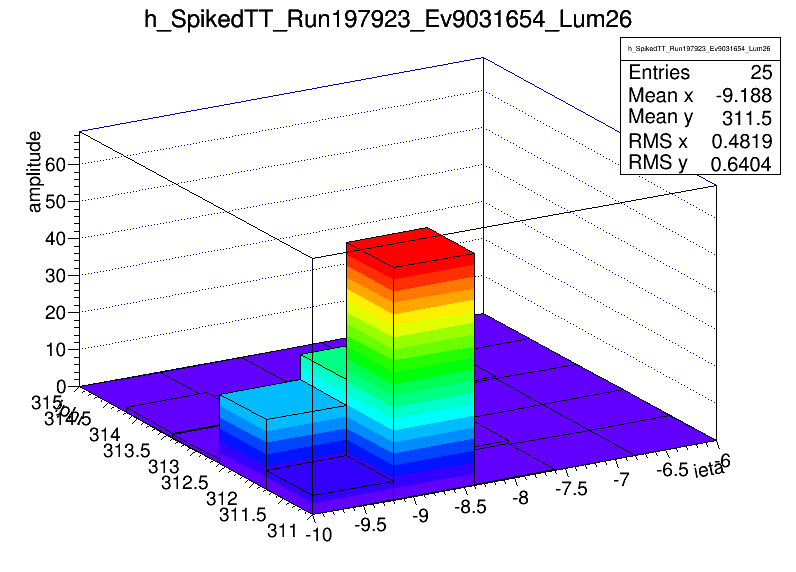 h_SpikedTT_Run197923_Ev9031654_Lum26
h_SpikedTT_Run197923_Ev9031654_Lum26
Entries 25
Mean x -9.188
Mean y 311.5
RMS x 0.4819
RMS y 0.6404
amplitude
60
50
40
30
20
10
0
315
314.5
314
313.5
313
312.5
312
311.5
311
-10
-9.5
-9
-8.5
-8
-7.5
-7
-6.5
-6
ieta